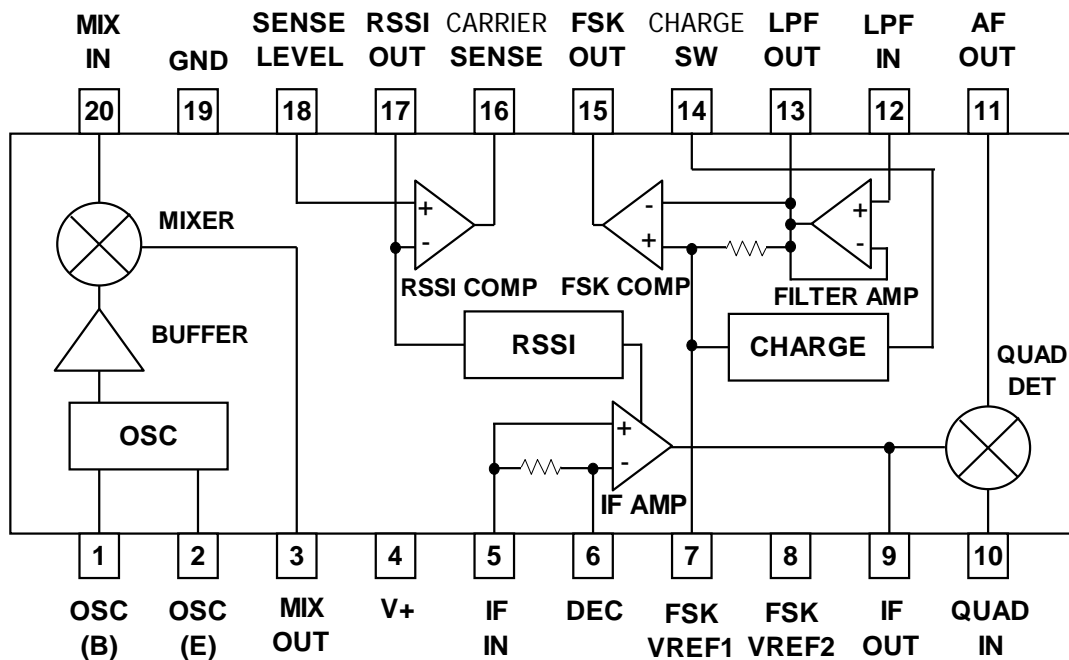 MIX IN
GND
SENSE LEVEL
RSSI OUT
CARRIER SENSE
FSK OUT
CHARGE SW
LPF OUT
LPF IN
AF OUT
20
19
18
17
16
15
14
13
12
11
MIXER
+
-
RSSI COMP
-
+
FSK COMP
+
-
FILTER AMP
BUFFER
RSSI
CHARGE
QUAD DET
OSC
+
-
IF AMP
1
2
3
4
5
6
7
8
9
10
OSC (B)
OSC (E)
MIX OUT
V+
IF IN
DEC
FSK VREF1
FSK VREF2
IF OUT
QUAD IN